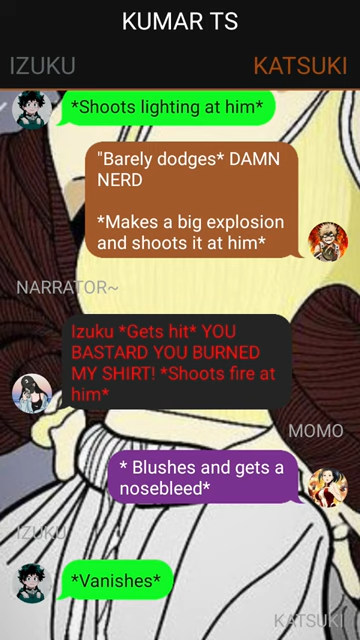 KUMAR TS
IZUKU
KATSUKI
*Shoots lighting at him*
"Barely dodges* DAMN
NERD
*Makes a big explosion
and shoots it at him*
NARRATOR~
Izuku *Gets hit* YOU
BASTARD YOU BURNED
MY SHIRT! *Shoots fire at
him*
MOMO
* Blushes and gets a
nosebleed*
IZUKU
*Vanishes*
KATSUKI